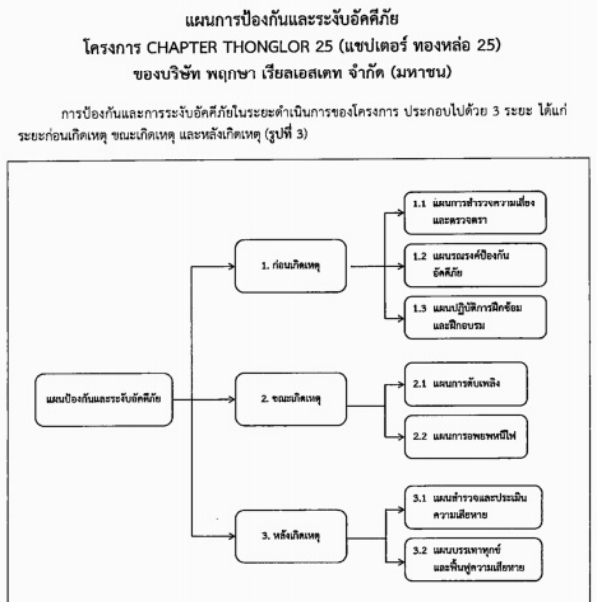 แผนการป้องกันและระงับอัคคีภัย
โครงการ CHAPTER THONGLOR 25 (แชปเตอร์ ทองหล่อ 25)
ของบริษัท พฤกษา เรียลเอสเตท จำกัด (มหาชน)
การป้องกันและการระงับอัคคีภัยในระยะดำเนินการของโครงการ ประกอบไปด้วย 3 ระยะ ได้แก่
ระยะก่อนเกิดเหตุ ขณะเกิดเหตุ และหลังเกิดเหตุ (รูปที่ 3)
แผนป้องกันและระงับอัคคีภัย
1. ก่อนเกิดเหตุ
1.1 แผนการสำรวจความเสี่ยง
และตรวจตรา
1.2 แผนรณรงค์ป้องกัน
อัคคีภัย
1.3 แผนปฏิบัติการฝึกซ้อม
และฝึกอบรม
2. ขณะเกิดเหตุ
2.1 แผนการดับเพลิง
2.2 แผนการอพยพหนีไฟ
3. หลังเกิดเหตุ
3.1 แผนสำรวจและประเมิน
ความเสียหาย
3.2 แผนบรรเทาทุกข์
และฟื้นฟูความเสียหาย